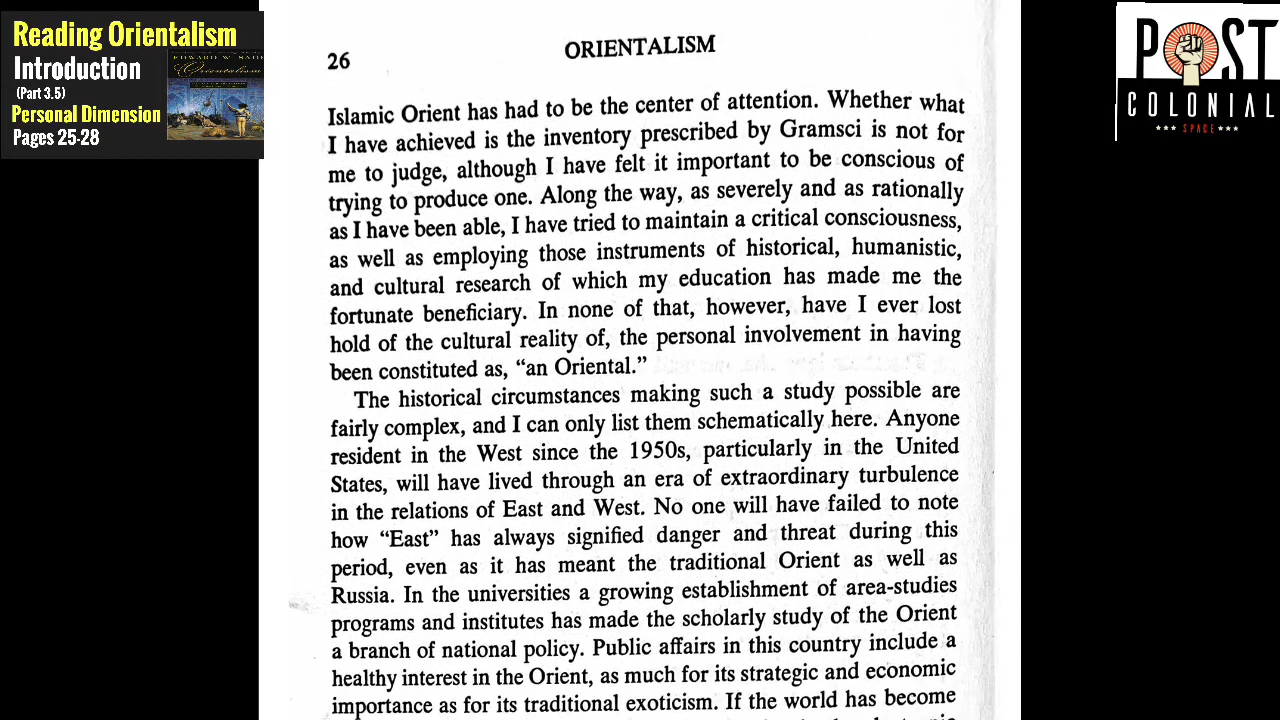 Reading Orientalism
Introduction
(Part 3.5)
Personal Dimension
Pages 25-28
EDWARD W. SAID
Orientalism
POST
COLONIAL
*** SPACE ***
26
ORIENTALISM
Islamic Orient has had to be the center of attention. Whether what
I have achieved is the inventory prescribed by Gramsci is not for
me to judge, although I have felt it important to be conscious of
trying to produce one. Along the way, as severely and as rationally
as I have been able, I have tried to maintain a critical consciousness,
as well as employing those instruments of historical, humanistic,
and cultural research of which my education has made me the
fortunate beneficiary. In none of that, however, have I ever lost
hold of the cultural reality of, the personal involvement in having
been constituted as, “an Oriental.”
The historical circumstances making such a study possible are
fairly complex, and I can only list them schematically here. Anyone
resident in the West since the 1950s, particularly in the United
States, will have lived through an era of extraordinary turbulence
in the relations of East and West. No one will have failed to note
how “East” has always signified danger and threat during this
period, even as it has meant the traditional Orient as well as
Russia. In the universities a growing establishment of area-studies
programs and institutes has made the scholarly study of the Orient
a branch of national policy. Public affairs in this country include a
healthy interest in the Orient, as much for its strategic and economic
importance as for its traditional exoticism. If the world has become